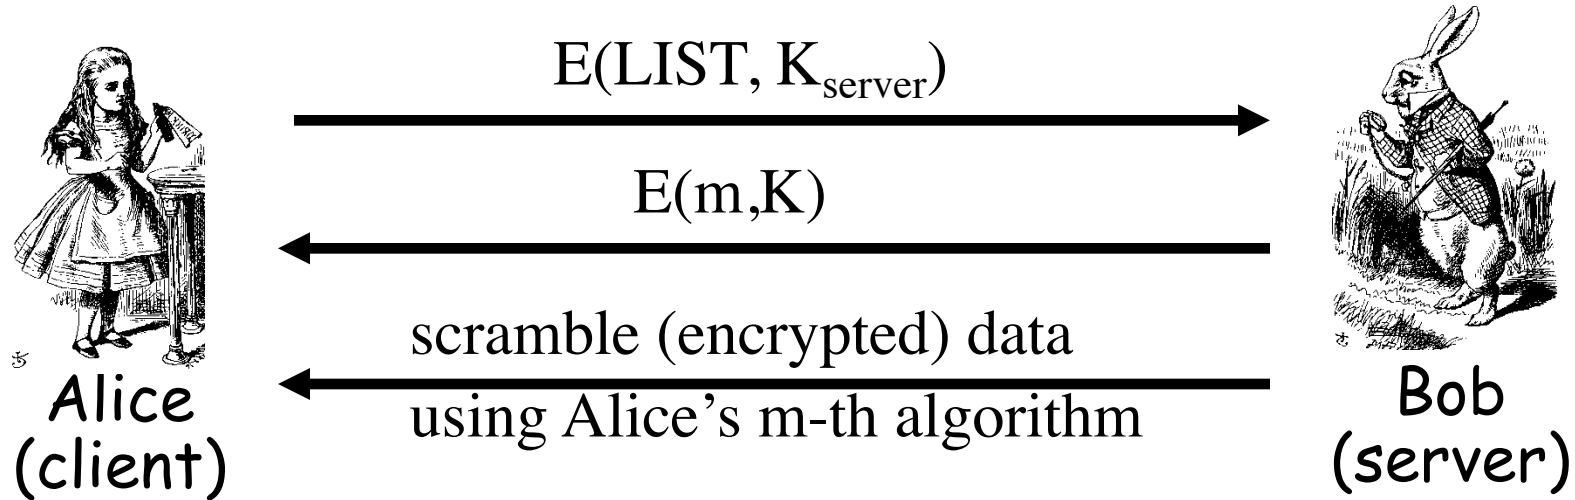 E(LIST, Kserver)
E(m,K)
scramble (encrypted) data
using Alice’s m-th algorithm
Alice
(client)
Bob
(server)